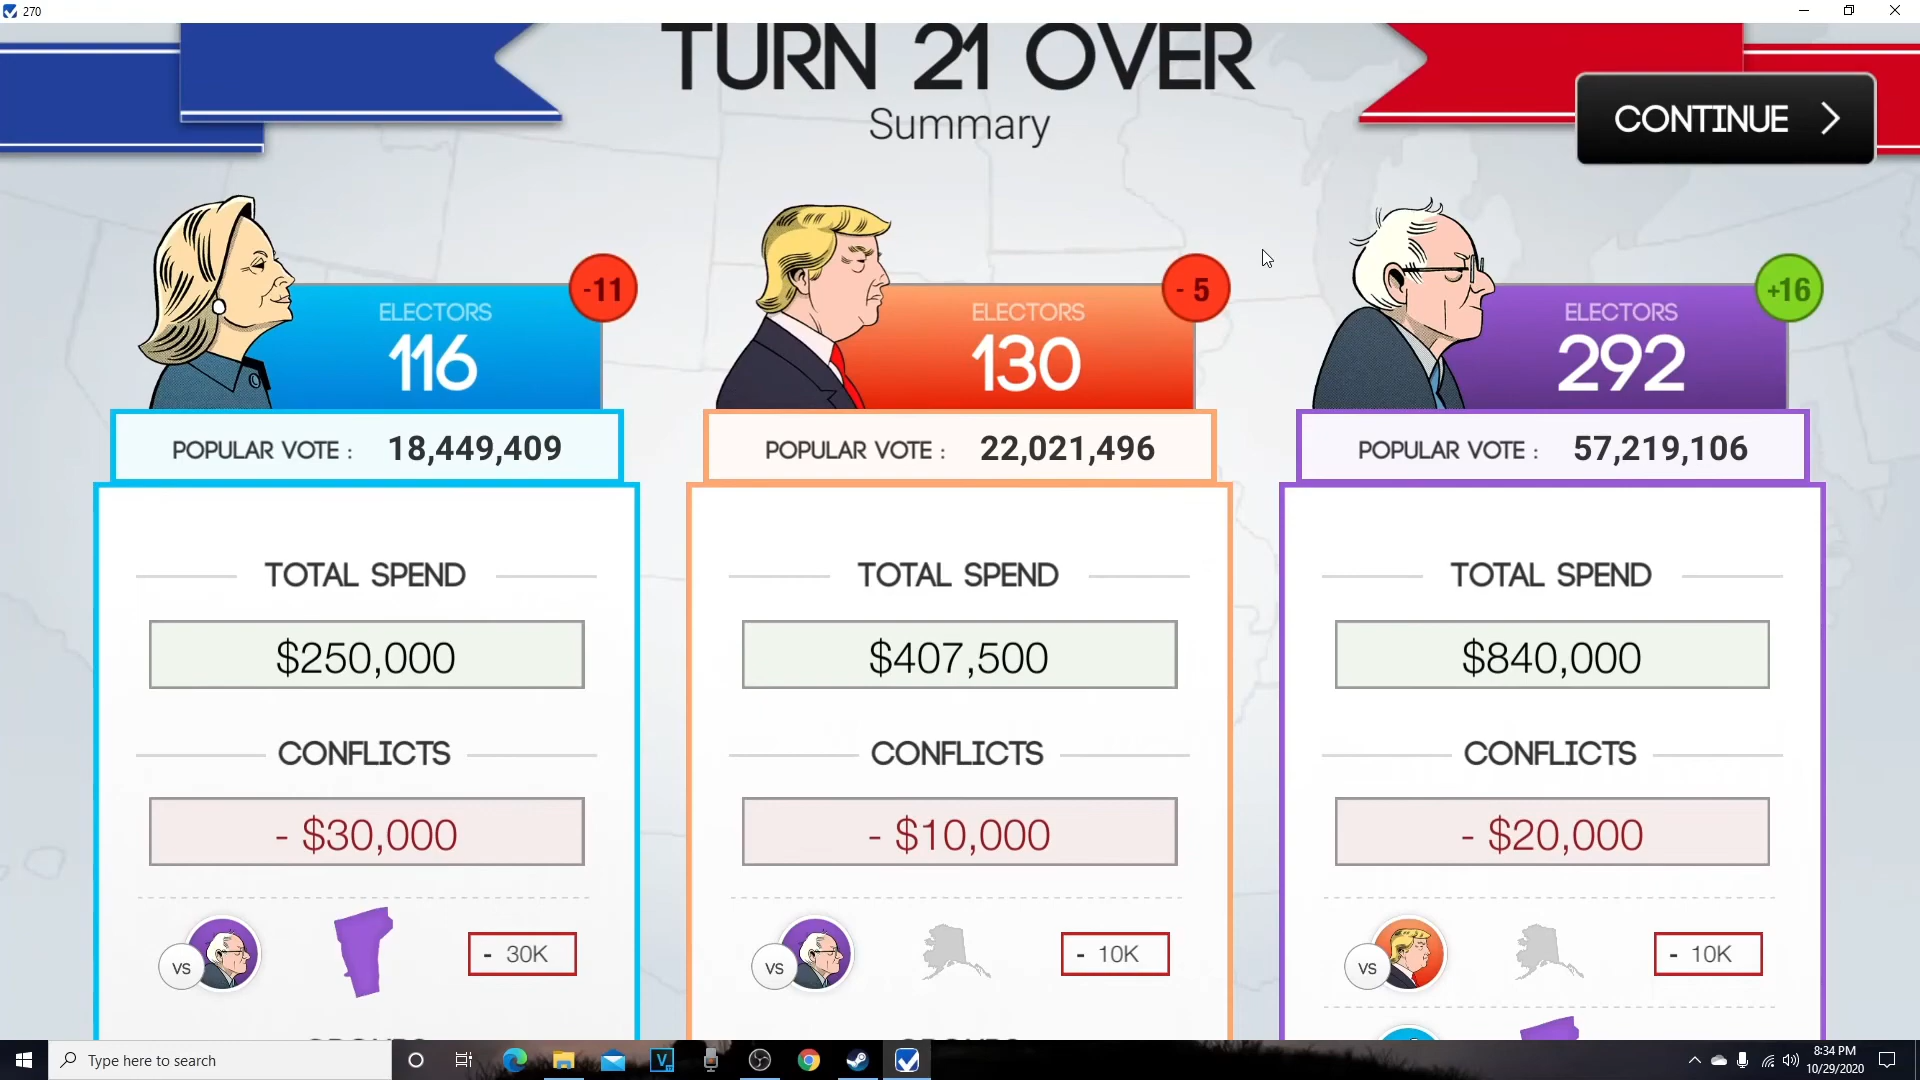 270
TURN 21 OVER
Summary
CONTINUE
-11
ELECTORS
116
POPULAR VOTE : 18,449,409
TOTAL SPEND
$250,000
CONFLICTS
- $30,000
VS
- 30K
- 5
ELECTORS
130
POPULAR VOTE : 22,021,496
TOTAL SPEND
$407,500
CONFLICTS
- $10,000
VS
- 10K
+16
ELECTORS
292
POPULAR VOTE : 57,219,106
TOTAL SPEND
$840,000
CONFLICTS
- $20,000
VS
- 10K
Type here to search
8:34 PM
10/29/2020